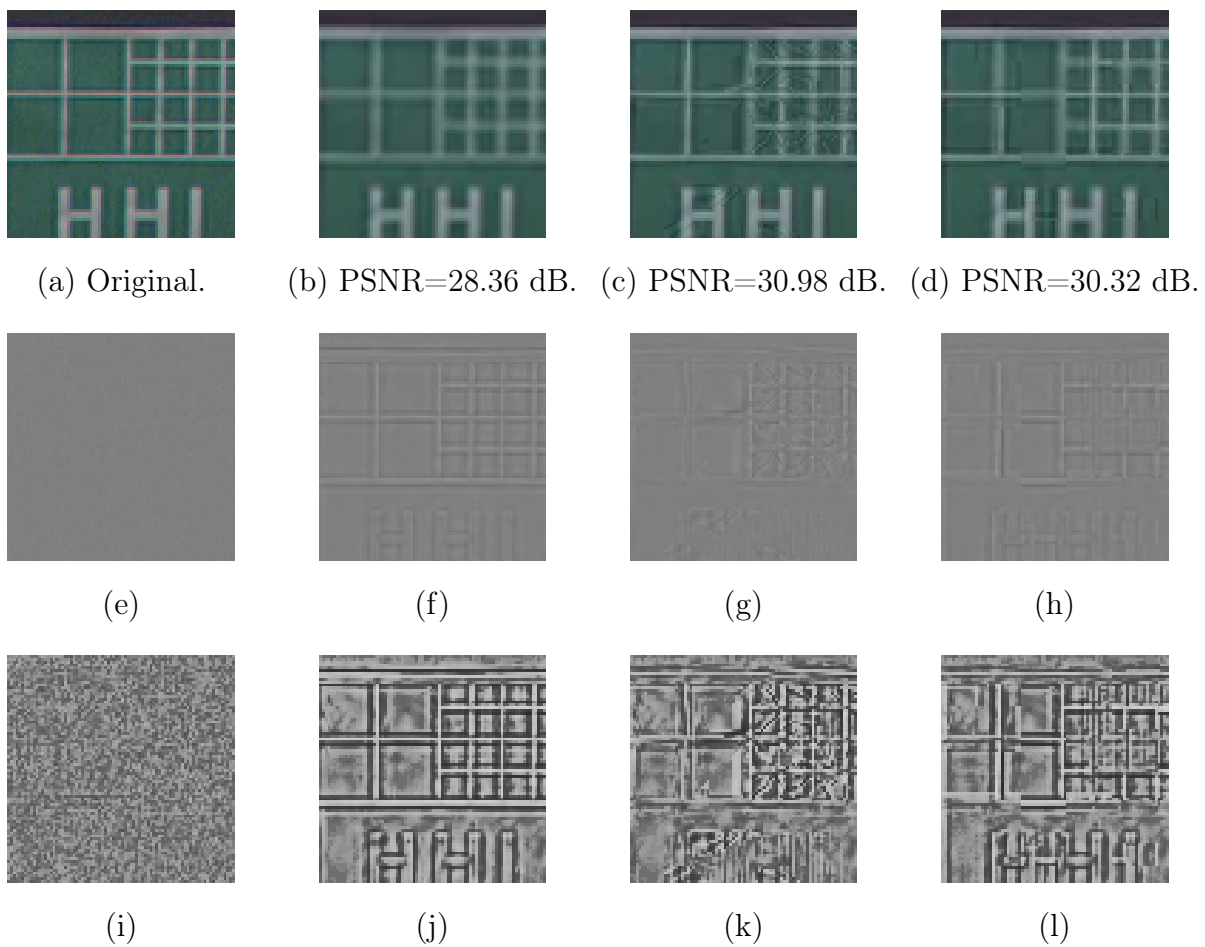 HHI
HHI
HHI
HHI
(a) Original.
(b) PSNR=28.36 dB.
(c) PSNR=30.98 dB.
(d) PSNR=30.32 dB.
(e)
(f)
(g)
(h)
(i)
(j)
(k)
(l)